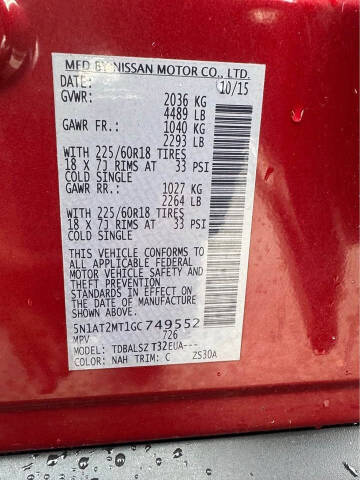 MFD BY NISSAN MOTOR CO., LTD.
DATE: 10/15
GVWR: 2036 KG
4489 LB
GAWR FR.: 1040 KG
2293 LB
WITH 225/60R18 TIRES
18 X 7J RIMS AT 33 PSI
COLD SINGLE
GAWR RR.: 1027 KG
2264 LB
WITH 225/60R18 TIRES
18 X 7J RIMS AT 33 PSI
COLD SINGLE
THIS VEHICLE CONFORMS TO
ALL APPLICABLE FEDERAL
MOTOR VEHICLE SAFETY AND
THEFT PREVENTION
STANDARDS IN EFFECT ON
THE DATE OF MANUFACTURE
SHOWN ABOVE.
5N1AT2MT1GC749552
MPV 726
MODEL: TDBALSZ T32EUA---
COLOR: NAH TRIM: C ZS30A